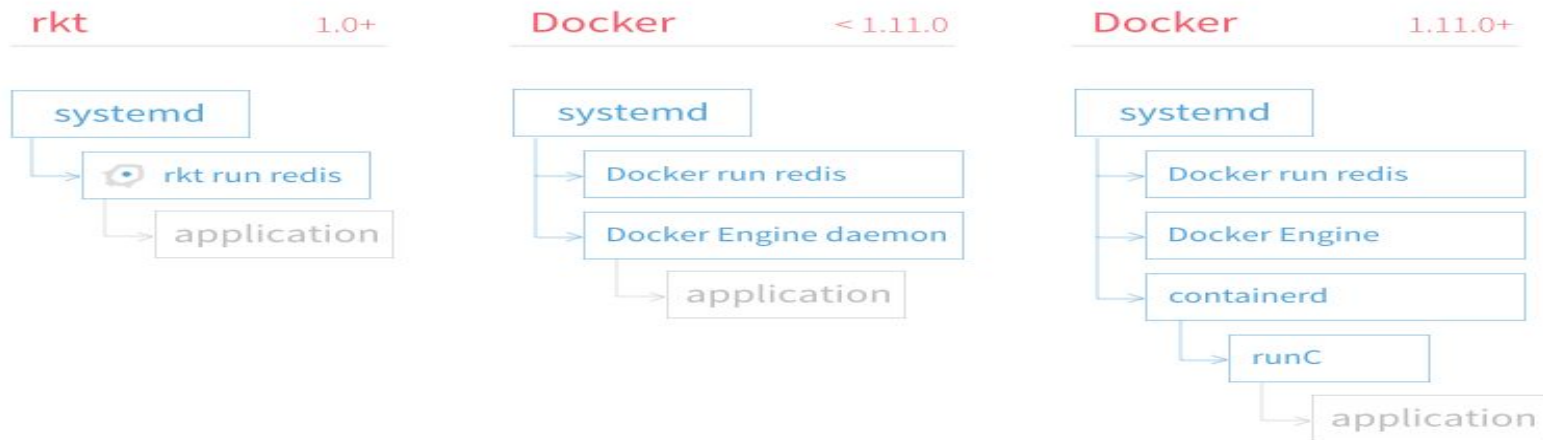 rkt 1.0+
systemd
rkt run redis
application
Docker < 1.11.0
systemd
Docker run redis
Docker Engine daemon
application
Docker 1.11.0+
systemd
Docker run redis
Docker Engine
containerd
runC
application